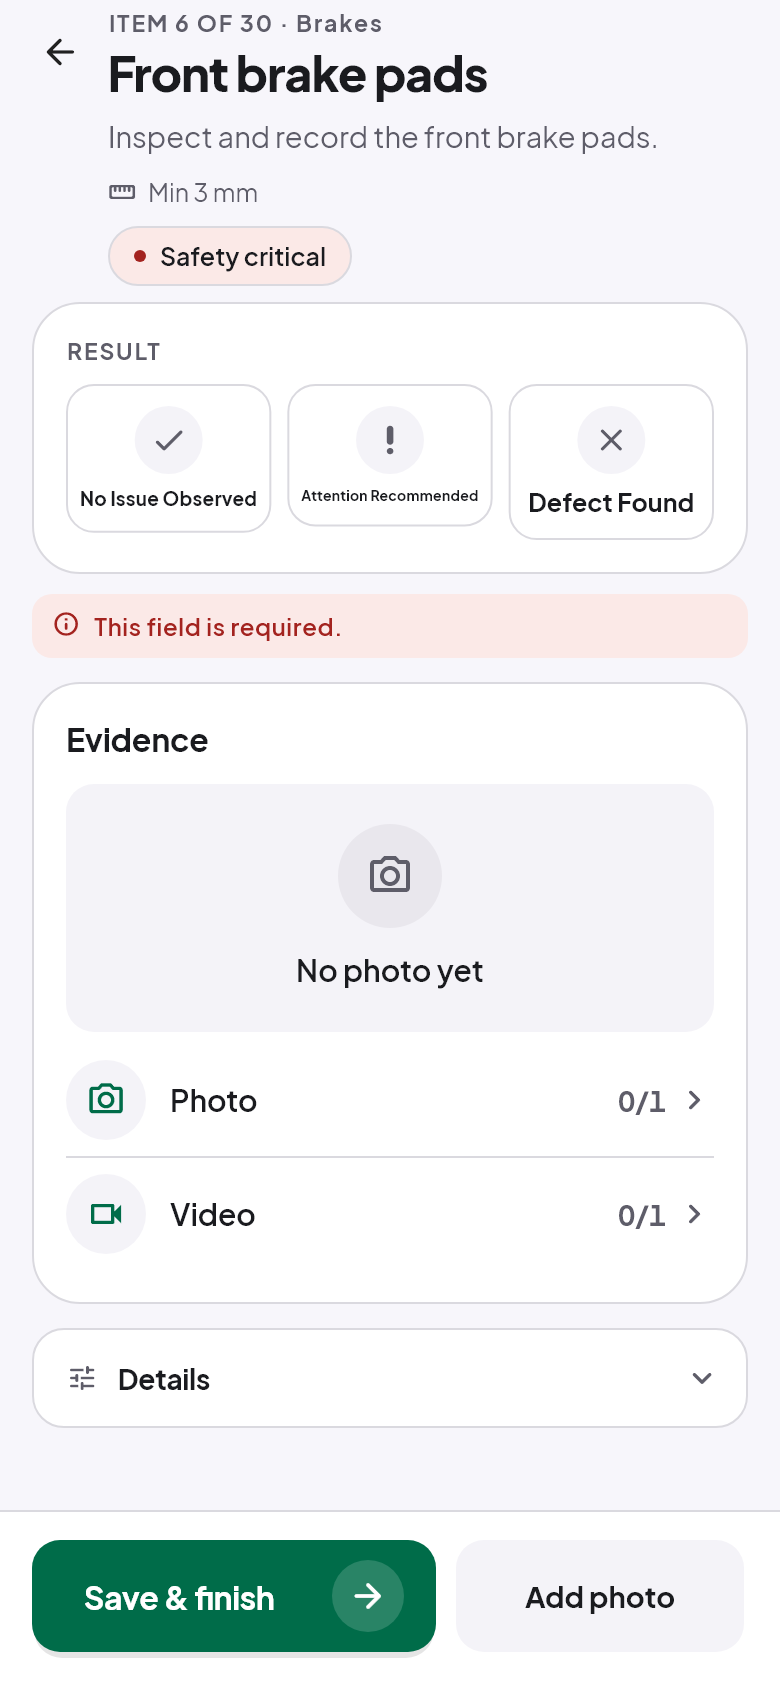 ITEM 6 OF 30 · Brakes
Front brake pads
Inspect and record the front brake pads.
Min 3 mm
Safety critical
RESULT
No Issue Observed
Attention Recommended
Defect Found
This field is required.
Evidence
No photo yet
Photo 0/1
Video 0/1
Details
Save & finish
Add photo